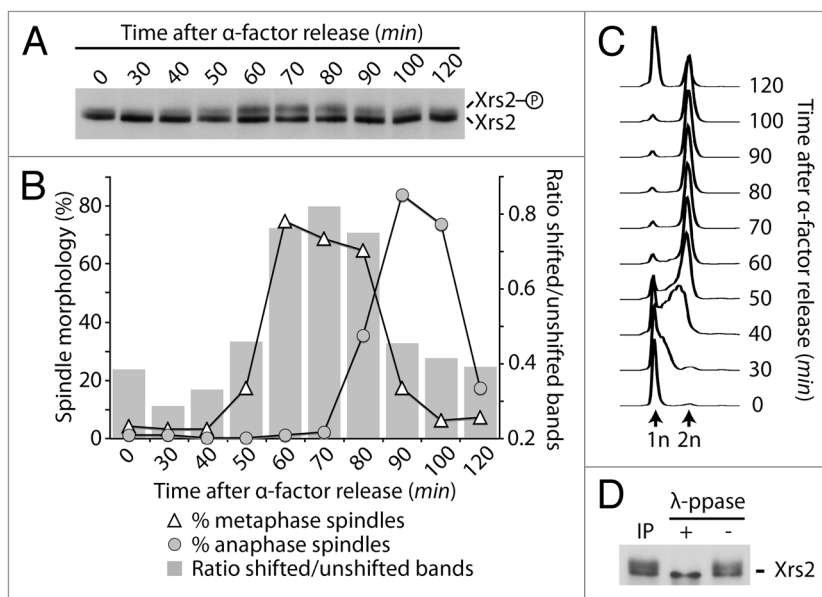 A
Time after α-factor release (min)
0 30 40 50 60 70 80 90 100 120
Xrs2–Ⓟ
Xrs2
B
Spindle morphology (%)
80
60
40
20
0
Ratio shifted/unshifted bands
0.8
0.6
0.4
0.2
0 30 40 50 60 70 80 90 100 120
Time after α-factor release (min)
% metaphase spindles
% anaphase spindles
Ratio shifted/unshifted bands
C
120
100
90
80
70
60
50
40
30
0
Time after α-factor release (min)
1n 2n
D
λ-ppase
IP + -
- Xrs2